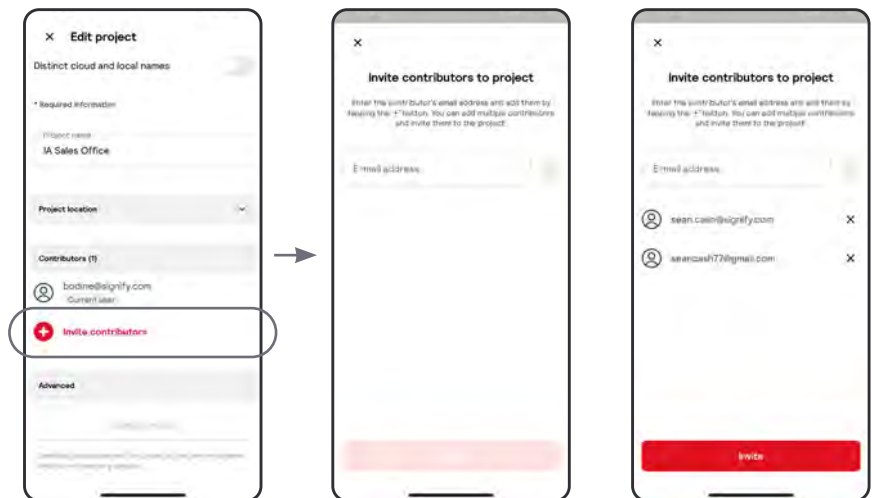 Edit project
Distinct cloud and local names
* Required information
Project name
IA Sales Office
Project location
Contributors (1)
bodine@signify.com
Current user
Invite contributors
Advanced
Invite contributors to project
Enter the contributor's email address and add them by
tapping the "+" button. You can add multiple contributors
and invite them to the project.
E-mail address
Invite contributors to project
Enter the contributor's email address and add them by
tapping the "+" button. You can add multiple contributors
and invite them to the project.
E-mail address
@signify.com
seancash77@gmail.com
Invite